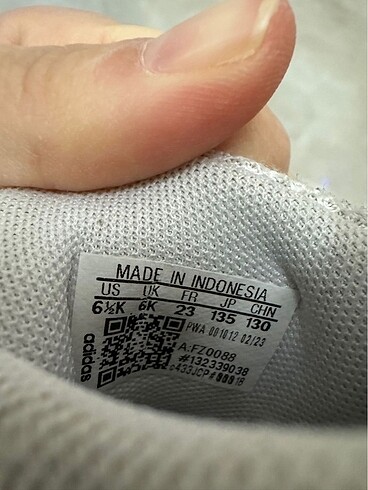 MADE IN INDONESIA
US UK FR JP CHN
6½K 6K 23 135 130
PWA 001012 02/23
A:FZ0088
#132339038
adidas